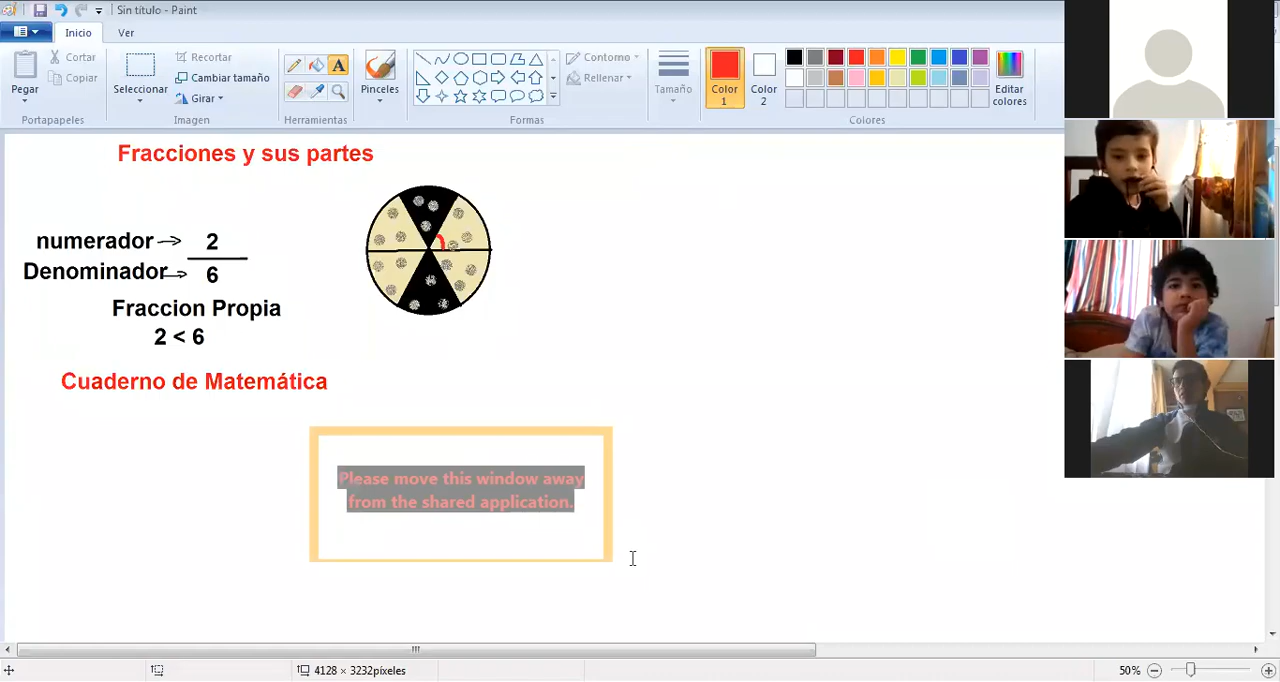 Sin título - Paint
Inicio
Ver
Pegar
Cortar
Copiar
Portapapeles
Seleccionar
Recortar
Cambiar tamaño
Girar
Imagen
A
Herramientas
Pinceles
Contorno
Rellenar
Formas
Tamaño
Color
1
Color
2
Editar
colores
Colores
Fracciones y sus partes
numerador 2
Denominador 6
Fraccion Propia
2 < 6
Cuaderno de Matemática
Please move this window away
from the shared application.
4128 × 3232píxeles
50%